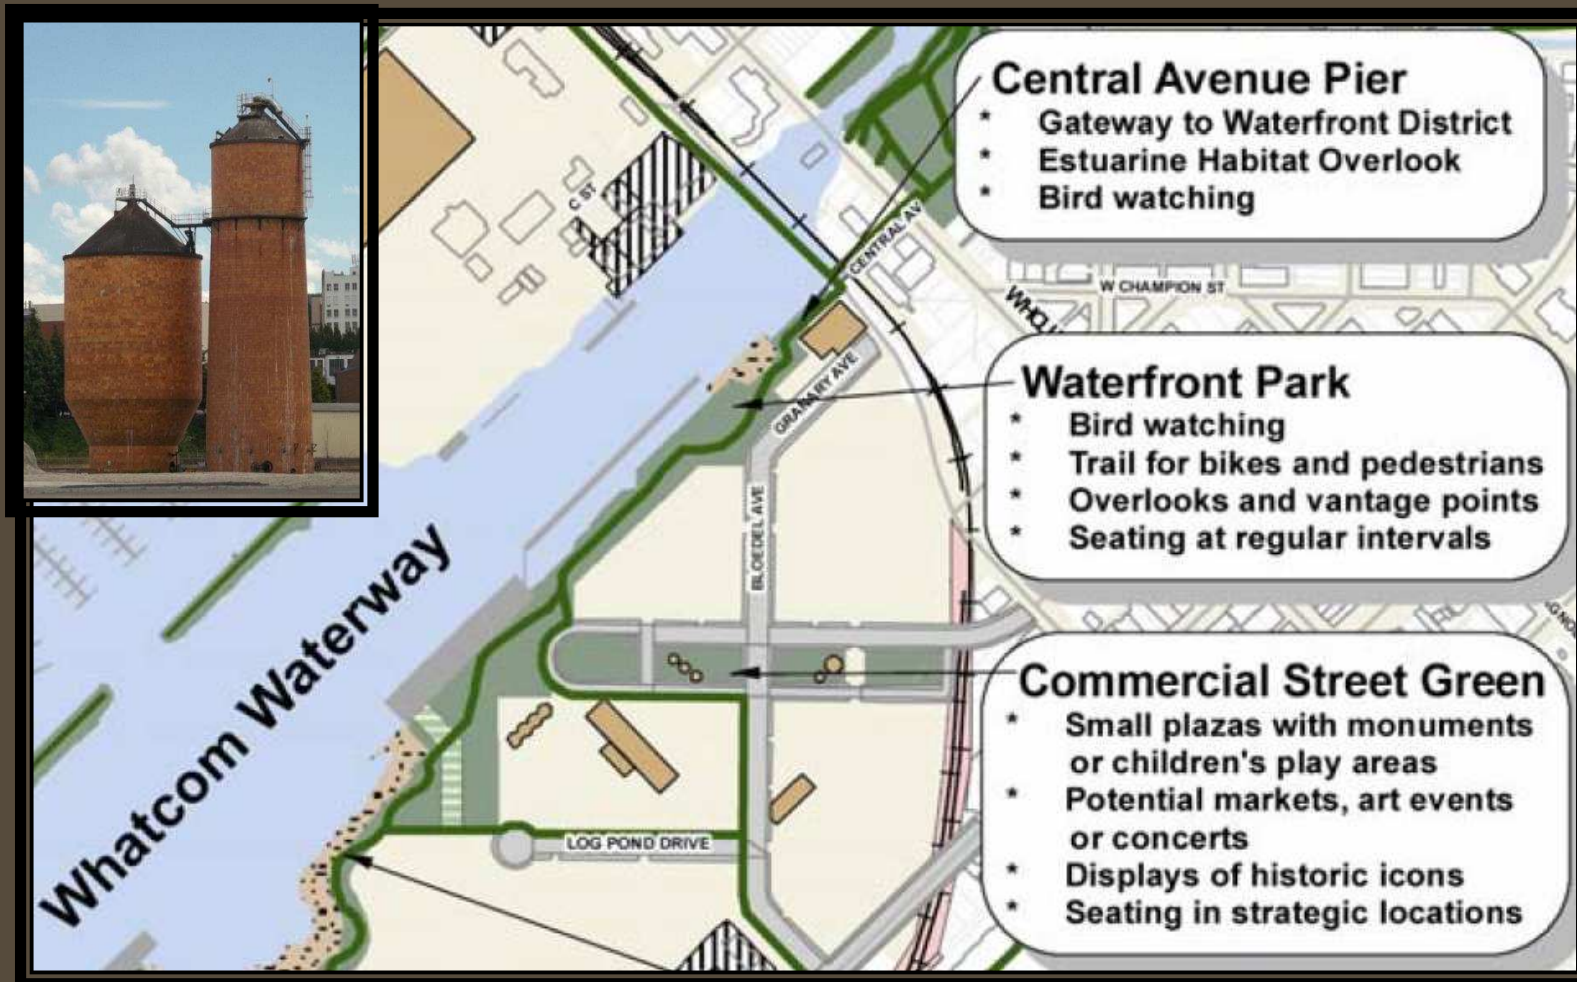 Central Avenue Pier
* Gateway to Waterfront District
* Estuarine Habitat Overlook
* Bird watching
C ST
CENTRAL AV
W CHAMPION ST
Waterfront Park
* Bird watching
* Trail for bikes and pedestrians
* Overlooks and vantage points
* Seating at regular intervals
GRANARY AVE
BLOEDEL AVE
Whatcom Waterway
Commercial Street Green
* Small plazas with monuments
or children's play areas
* Potential markets, art events
or concerts
* Displays of historic icons
* Seating in strategic locations
LOG POND DRIVE